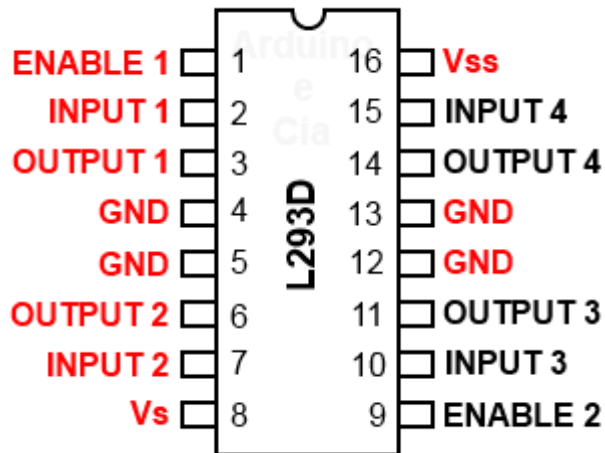 Arduino
e
Cia
ENABLE 1 1 16 Vss
INPUT 1 2 15 INPUT 4
OUTPUT 1 3 14 OUTPUT 4
GND 4 13 GND
GND 5 12 GND
OUTPUT 2 6 11 OUTPUT 3
INPUT 2 7 10 INPUT 3
Vs 8 9 ENABLE 2
L293D